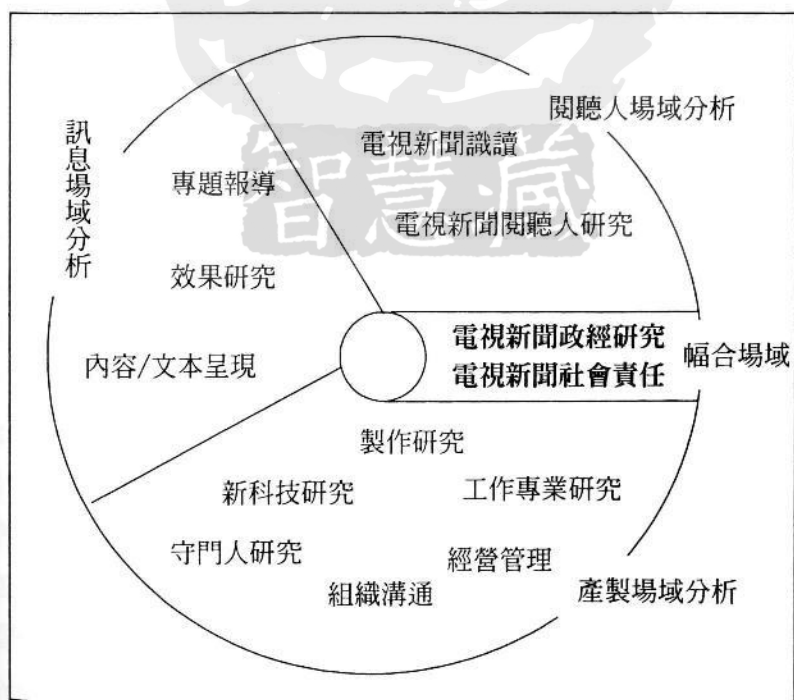 閱聽人場域分析
電視新聞識讀
智慧藏
電視新聞閱聽人研究
訊息場域分析
專題報導
效果研究
內容/文本呈現
電視新聞政經研究
電視新聞社會責任
幅合場域
製作研究
新科技研究
工作專業研究
守門人研究
經營管理
組織溝通
產製場域分析